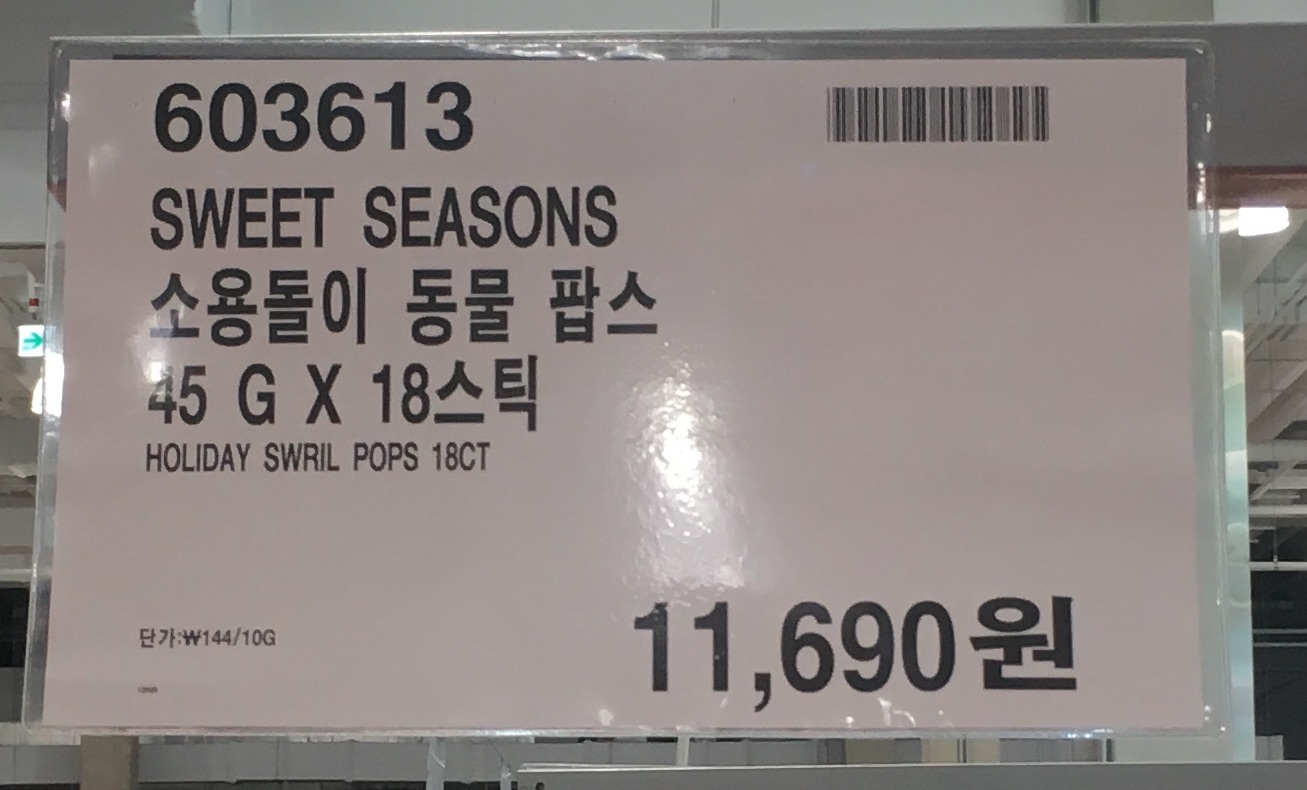 603613
SWEET SEASONS
소용돌이 동물 팝스
45 G X 18스틱
HOLIDAY SWRIL POPS 18CT
단가:₩144/10G
11,690원